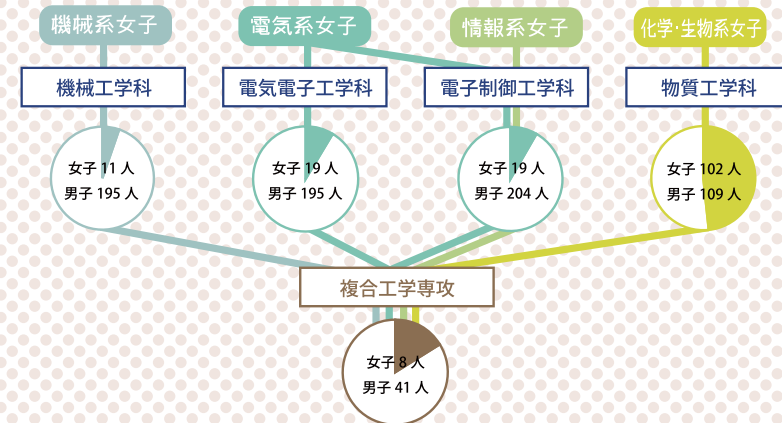 機械系女子
電気系女子
情報系女子
化学・生物系女子
機械工学科
電気電子工学科
電子制御工学科
物質工学科
女子 11 人
男子 195 人
女子 19 人
男子 195 人
女子 19 人
男子 204 人
女子 102 人
男子 109 人
複合工学専攻
女子 8 人
男子 41 人